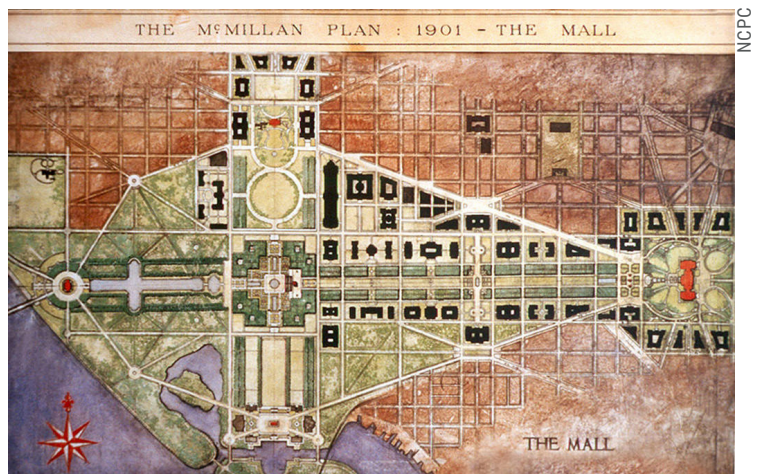 THE McMILLAN PLAN : 1901 - THE MALL
NCPC
THE MALL